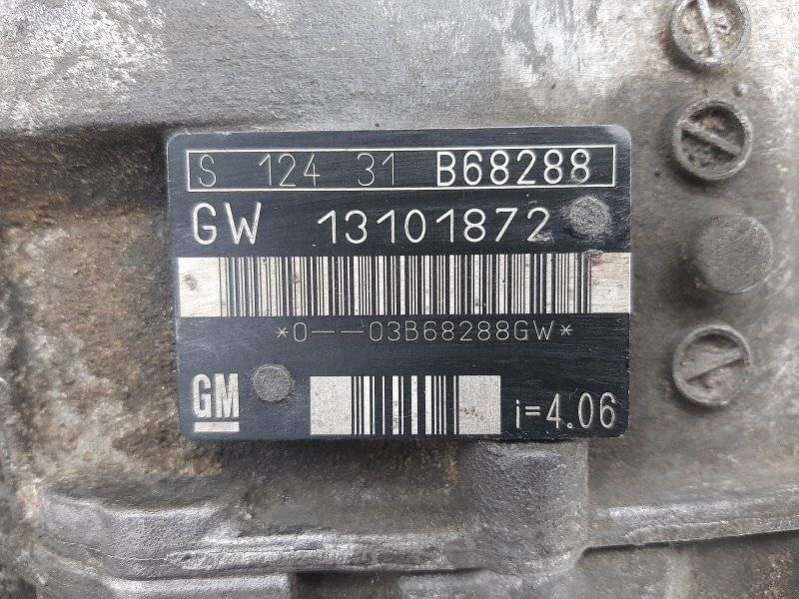 S 124 31 B68288
GW 13101872
*0---03B68288GW*
GM
i=4.06